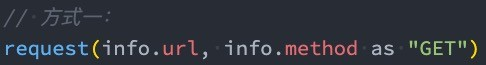 // 方式一:
request(info.url, info.method as "GET")